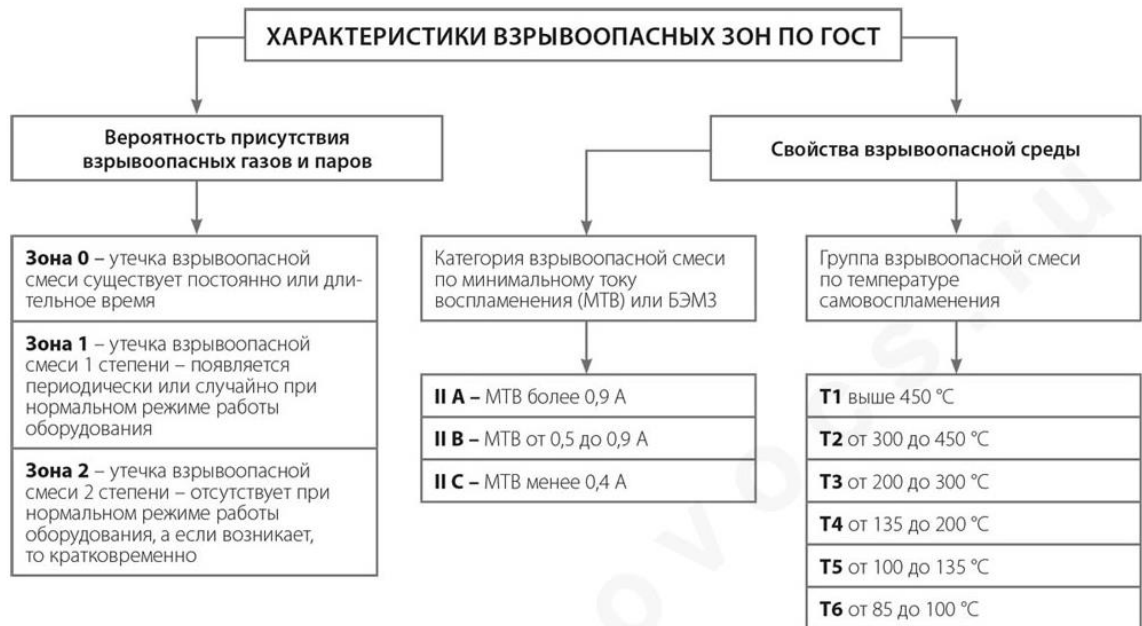 ХАРАКТЕРИСТИКИ ВЗРЫВООПАСНЫХ ЗОН ПО ГОСТ
Вероятность присутствия
взрывоопасных газов и паров
Зона 0 – утечка взрывоопасной
смеси существует постоянно или дли-
тельное время
Зона 1 – утечка взрывоопасной
смеси 1 степени – появляется
периодически или случайно при
нормальном режиме работы
оборудования
Зона 2 – утечка взрывоопасной
смеси 2 степени – отсутствует при
нормальном режиме работы
оборудования, а если возникает,
то кратковременно
Свойства взрывоопасной среды
Категория взрывоопасной смеси
по минимальному току
воспламенения (МТВ) или БЭМЗ
II A – МТВ более 0,9 А
II B – МТВ от 0,5 до 0,9 А
II C – МТВ менее 0,4 А
Группа взрывоопасной смеси
по температуре
самовоспламенения
T1 выше 450 °C
T2 от 300 до 450 °C
T3 от 200 до 300 °C
T4 от 135 до 200 °C
T5 от 100 до 135 °C
T6 от 85 до 100 °C